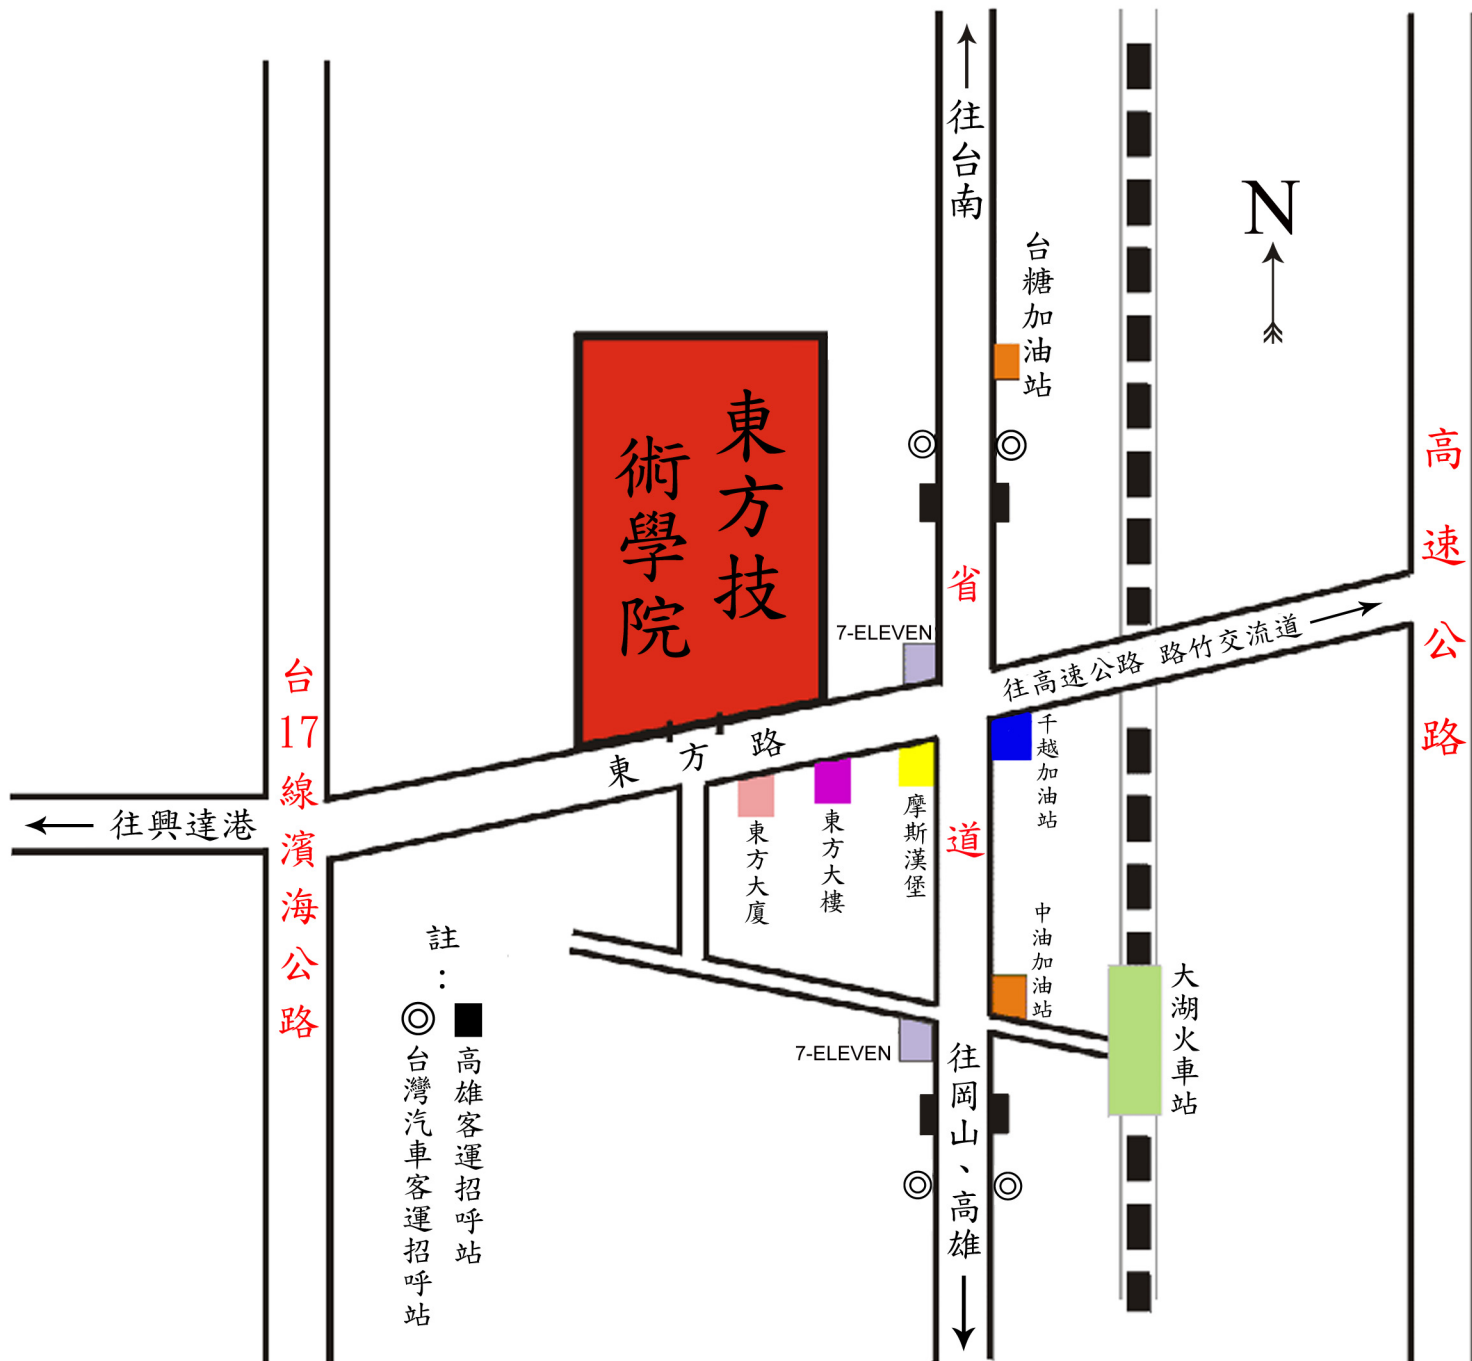 往台南
N
台糖加油站
東方技
術學院
高速公路
省道
7-ELEVEN
往高速公路 路竹交流道
台17線濱海公路
東方路
千越加油站
往興達港
東方大廈
東方大樓
摩斯漢堡
中油加油站
大湖火車站
7-ELEVEN
往岡山、高雄
註:
高雄客運招呼站
台灣汽車客運招呼站